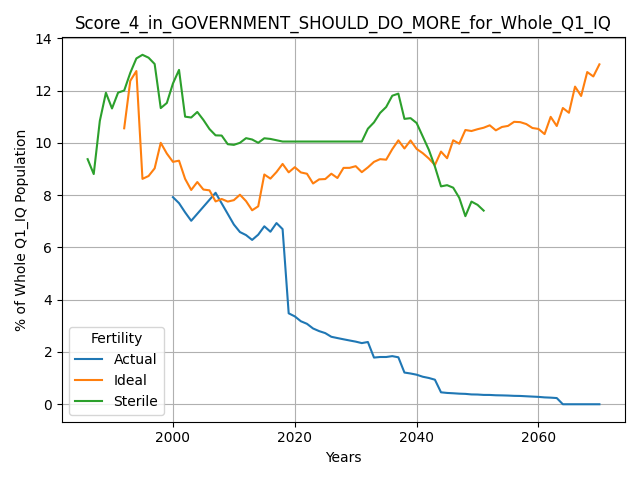 Score_4_in_GOVERNMENT_SHOULD_DO_MORE_for_Whole_Q1_IQ
% of Whole Q1_IQ Population
14
12
10
8
6
4
2
0
Fertility
Actual
Ideal
Sterile
2000
2020
2040
2060
Years